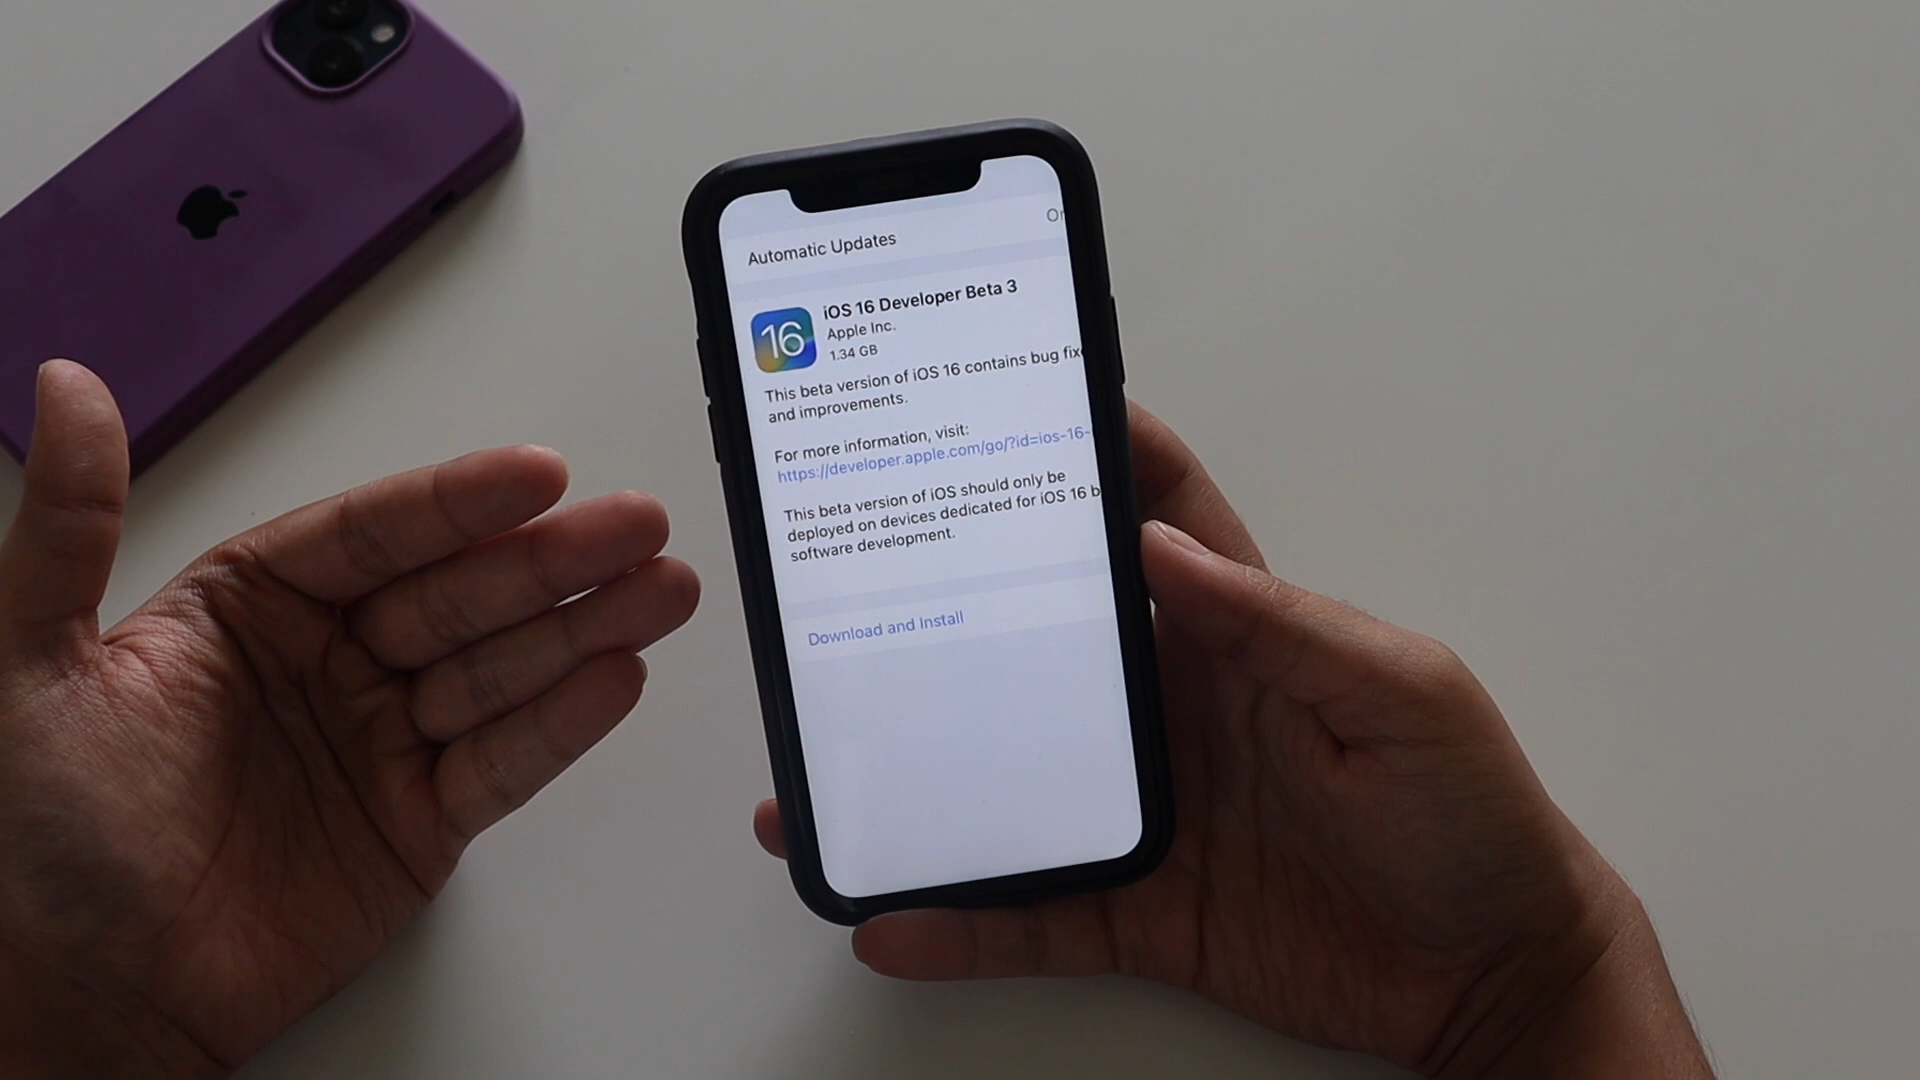 On
Automatic Updates
16
iOS 16 Developer Beta 3
Apple Inc.
1.34 GB
This beta version of iOS 16 contains bug fixe
and improvements.
For more information, visit:
https://developer.apple.com/go/?id=ios-16-
This beta version of iOS should only be
deployed on devices dedicated for iOS 16 b
software development.
Download and Install